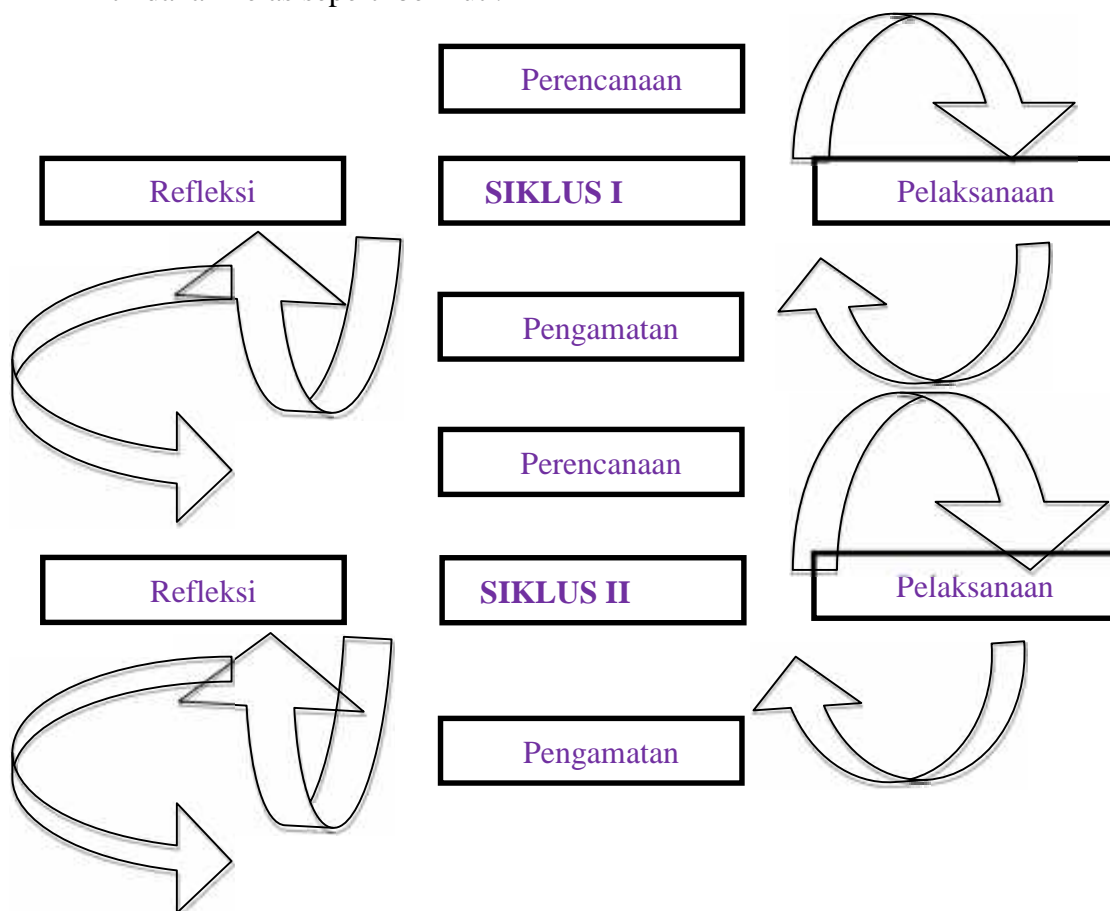 Perencanaan
Refleksi
SIKLUS I
Pelaksanaan
Pengamatan
Perencanaan
Refleksi
SIKLUS II
Pelaksanaan
Pengamatan